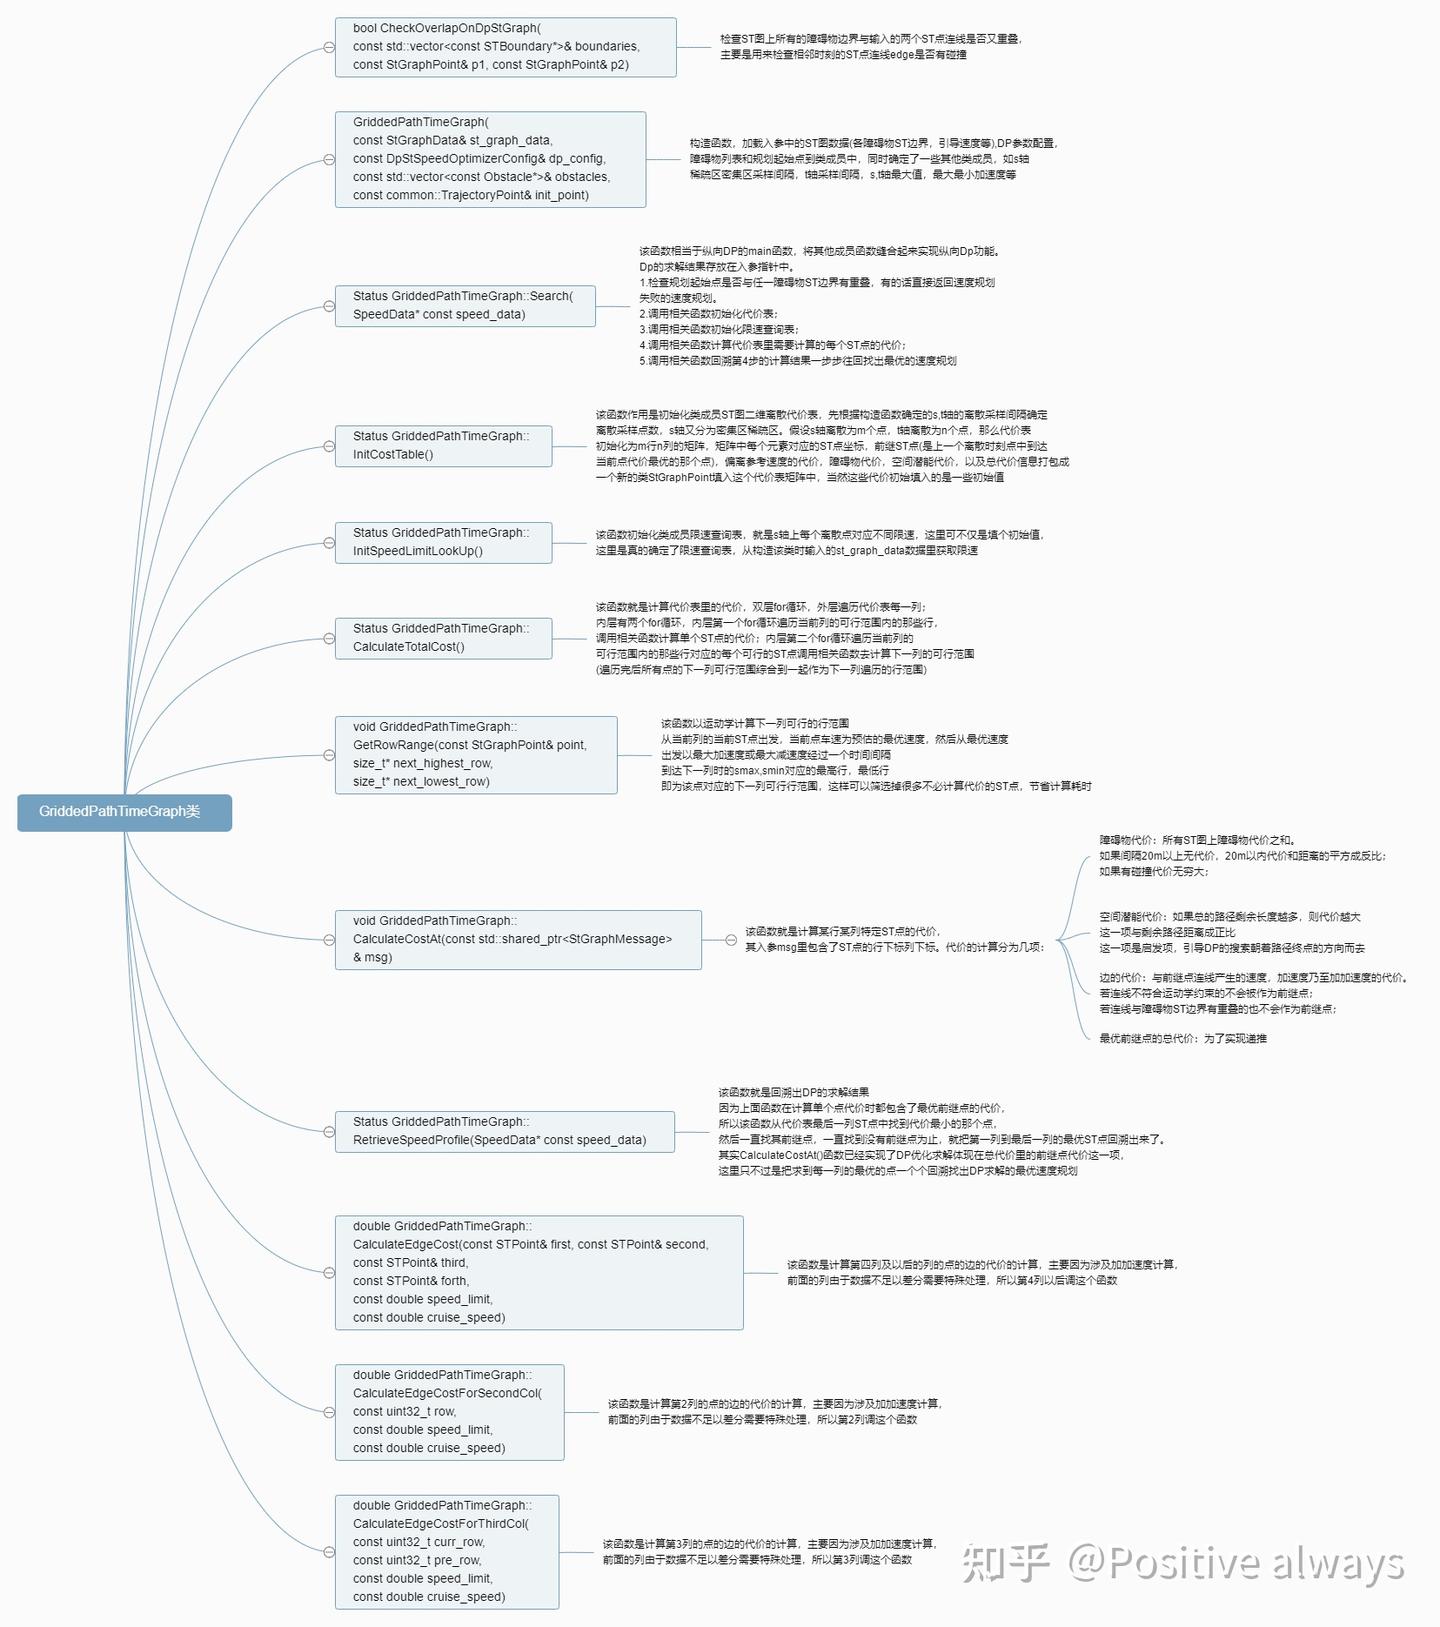 bool CheckOverlapOnDpStGraph(
const std::vector<const STBoundary*>& boundaries,
const StGraphPoint& p1, const StGraphPoint& p2)
检查ST图上所有的障碍物边界与输入的两个ST点连线是否又重叠，
主要是用来检查相邻时刻的ST点连线edge是否有碰撞
GriddedPathTimeGraph(
const StGraphData& st_graph_data,
const DpStSpeedOptimizerConfig& dp_config,
const std::vector<const Obstacle*>& obstacles,
const common::TrajectoryPoint& init_point)
构造函数，加载入参中的ST图数据(各障碍物ST边界，引导速度等),DP参数配置，
障碍物列表和规划起始点到类成员中，同时确定了一些其他类成员，如s轴
稀疏区密集区采样间隔，t轴采样间隔，s,t轴最大值，最大最小加速度等
Status GriddedPathTimeGraph::Search(
SpeedData* const speed_data)
该函数相当于纵向DP的main函数，将其他成员函数缝合起来实现纵向Dp功能。
Dp的求解结果存放在入参指针中。
1.检查规划起始点是否与任一障碍物ST边界有重叠，有的话直接返回速度规划
失败的速度规划。
2.调用相关函数初始化代价表；
3.调用相关函数初始化限速查询表；
4.调用相关函数计算代价表里需要计算的每个ST点的代价；
5.调用相关函数回溯第4步的计算结果一步步往回找出最优的速度规划
Status GriddedPathTimeGraph::
InitCostTable()
该函数作用是初始化类成员ST图二维离散代价表，先根据构造函数确定的s,t轴的离散采样间隔确定
离散采样点数，s轴又分为密集区稀疏区。假设s轴离散为m个点，t轴离散为n个点，那么代价表
初始化为m行n列的矩阵，矩阵中每个元素对应的ST点坐标，前继ST点(是上一个离散时刻点中到达
当前点代价最优的那个点)，偏离参考速度的代价，障碍物代价，空间潜能代价，以及总代价信息打包成
一个新的类StGraphPoint填入这个代价表矩阵中，当然这些代价初始填入的是一些初始值
Status GriddedPathTimeGraph::
InitSpeedLimitLookUp()
该函数初始化类成员限速查询表，就是s轴上每个离散点对应不同限速，这里可不仅是填个初始值，
这里是真的确定了限速查询表，从构造该类时输入的st_graph_data数据里获取限速
Status GriddedPathTimeGraph::
CalculateTotalCost()
该函数就是计算代价表里的代价，双层for循环，外层遍历代价表每一列；
内层有两个for循环，内层第一个for循环遍历当前列的可行范围内的那些行，
调用相关函数计算单个ST点的代价；内层第二个for循环遍历当前列的
可行范围内的那些行对应的每个可行的ST点调用相关函数去计算下一列的可行范围
(遍历完后所有点的下一列可行范围综合到一起作为下一列遍历的行范围)
void GriddedPathTimeGraph::
GetRowRange(const StGraphPoint& point,
size_t* next_highest_row,
size_t* next_lowest_row)
该函数以运动学计算下一列可行的行范围
从当前列的当前ST点出发，当前点车速为预估的最优速度，然后从最优速度
出发以最大加速度或最大减速度经过一个时间间隔
到达下一列时的smax,smin对应的最高行，最低行
即为该点对应的下一列可行行范围，这样可以筛选掉很多不必计算代价的ST点，节省计算耗时
GriddedPathTimeGraph类
void GriddedPathTimeGraph::
CalculateCostAt(const std::shared_ptr<StGraphMessage>
& msg)
该函数就是计算某行某列特定ST点的代价，
其入参msg里包含了ST点的行下标列下标。代价的计算分为几项：
障碍物代价：所有ST图上障碍物代价之和。
如果间隔20m以上无代价，20m以内代价和距离的平方成反比；
如果有碰撞代价无穷大；
空间潜能代价：如果总的路径剩余长度越多，则代价越大
这一项与剩余路径距离成正比
这一项是启发项，引导DP的搜索朝着路径终点的方向而去
边的代价：与前继点连线产生的速度，加速度乃至加加速度的代价。
若连线不符合运动学约束的不会被作为前继点；
若连线与障碍物ST边界有重叠的也不会作为前继点；
最优前继点的总代价：为了实现递推
Status GriddedPathTimeGraph::
RetrieveSpeedProfile(SpeedData* const speed_data)
该函数就是回溯出DP的求解结果
因为上面函数在计算单个点代价时都包含了最优前继点的代价，
所以该函数从代价表最后一列ST点中找到代价最小的那个点，
然后一直找其前继点，一直找到没有前继点为止，就把第一列到最后一列的最优ST点回溯出来了。
其实CalculateCostAt()函数已经实现了DP优化求解体现在总代价里的前继点代价这一项，
这里只不过是把求到每一列的最优的点一个个回溯找出DP求解的最优速度规划
double GriddedPathTimeGraph::
CalculateEdgeCost(const STPoint& first, const STPoint& second,
const STPoint& third,
const STPoint& forth,
const double speed_limit,
const double cruise_speed)
该函数是计算第四列及以后的列的点的边的代价的计算，主要因为涉及加加速度计算，
前面的列由于数据不足以差分需要特殊处理，所以第4列以后调这个函数
double GriddedPathTimeGraph::
CalculateEdgeCostForSecondCol(
const uint32_t row,
const double speed_limit,
const double cruise_speed)
该函数是计算第2列的点的边的代价的计算，主要因为涉及加加速度计算，
前面的列由于数据不足以差分需要特殊处理，所以第2列调这个函数
double GriddedPathTimeGraph::
CalculateEdgeCostForThirdCol(
const uint32_t curr_row,
const uint32_t pre_row,
const double speed_limit,
const double cruise_speed)
该函数是计算第3列的点的边的代价的计算，主要因为涉及加加速度计算，
前面的列由于数据不足以差分需要特殊处理，所以第3列调这个函数
知乎 @Positive always